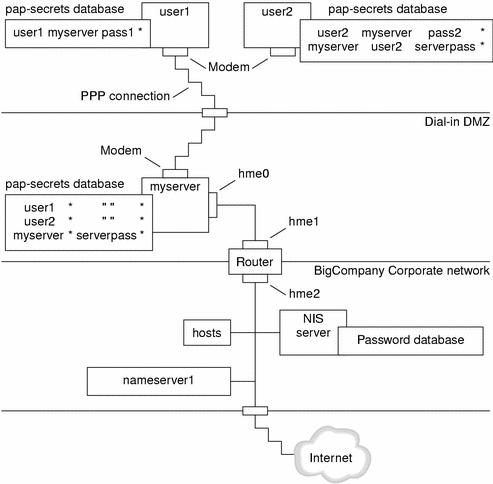 pap-secrets database
user1
user2
pap-secrets database
user1 myserver pass1 *
user2 myserver pass2 *
myserver user2 serverpass *
Modem
PPP connection
Dial-in DMZ
Modem
hme0
pap-secrets database
myserver
user1 * " " *
user2 * " " *
myserver * serverpass *
hme1
Router
BigCompany Corporate network
hme2
hosts
NIS
server
Password database
nameserver1
Internet